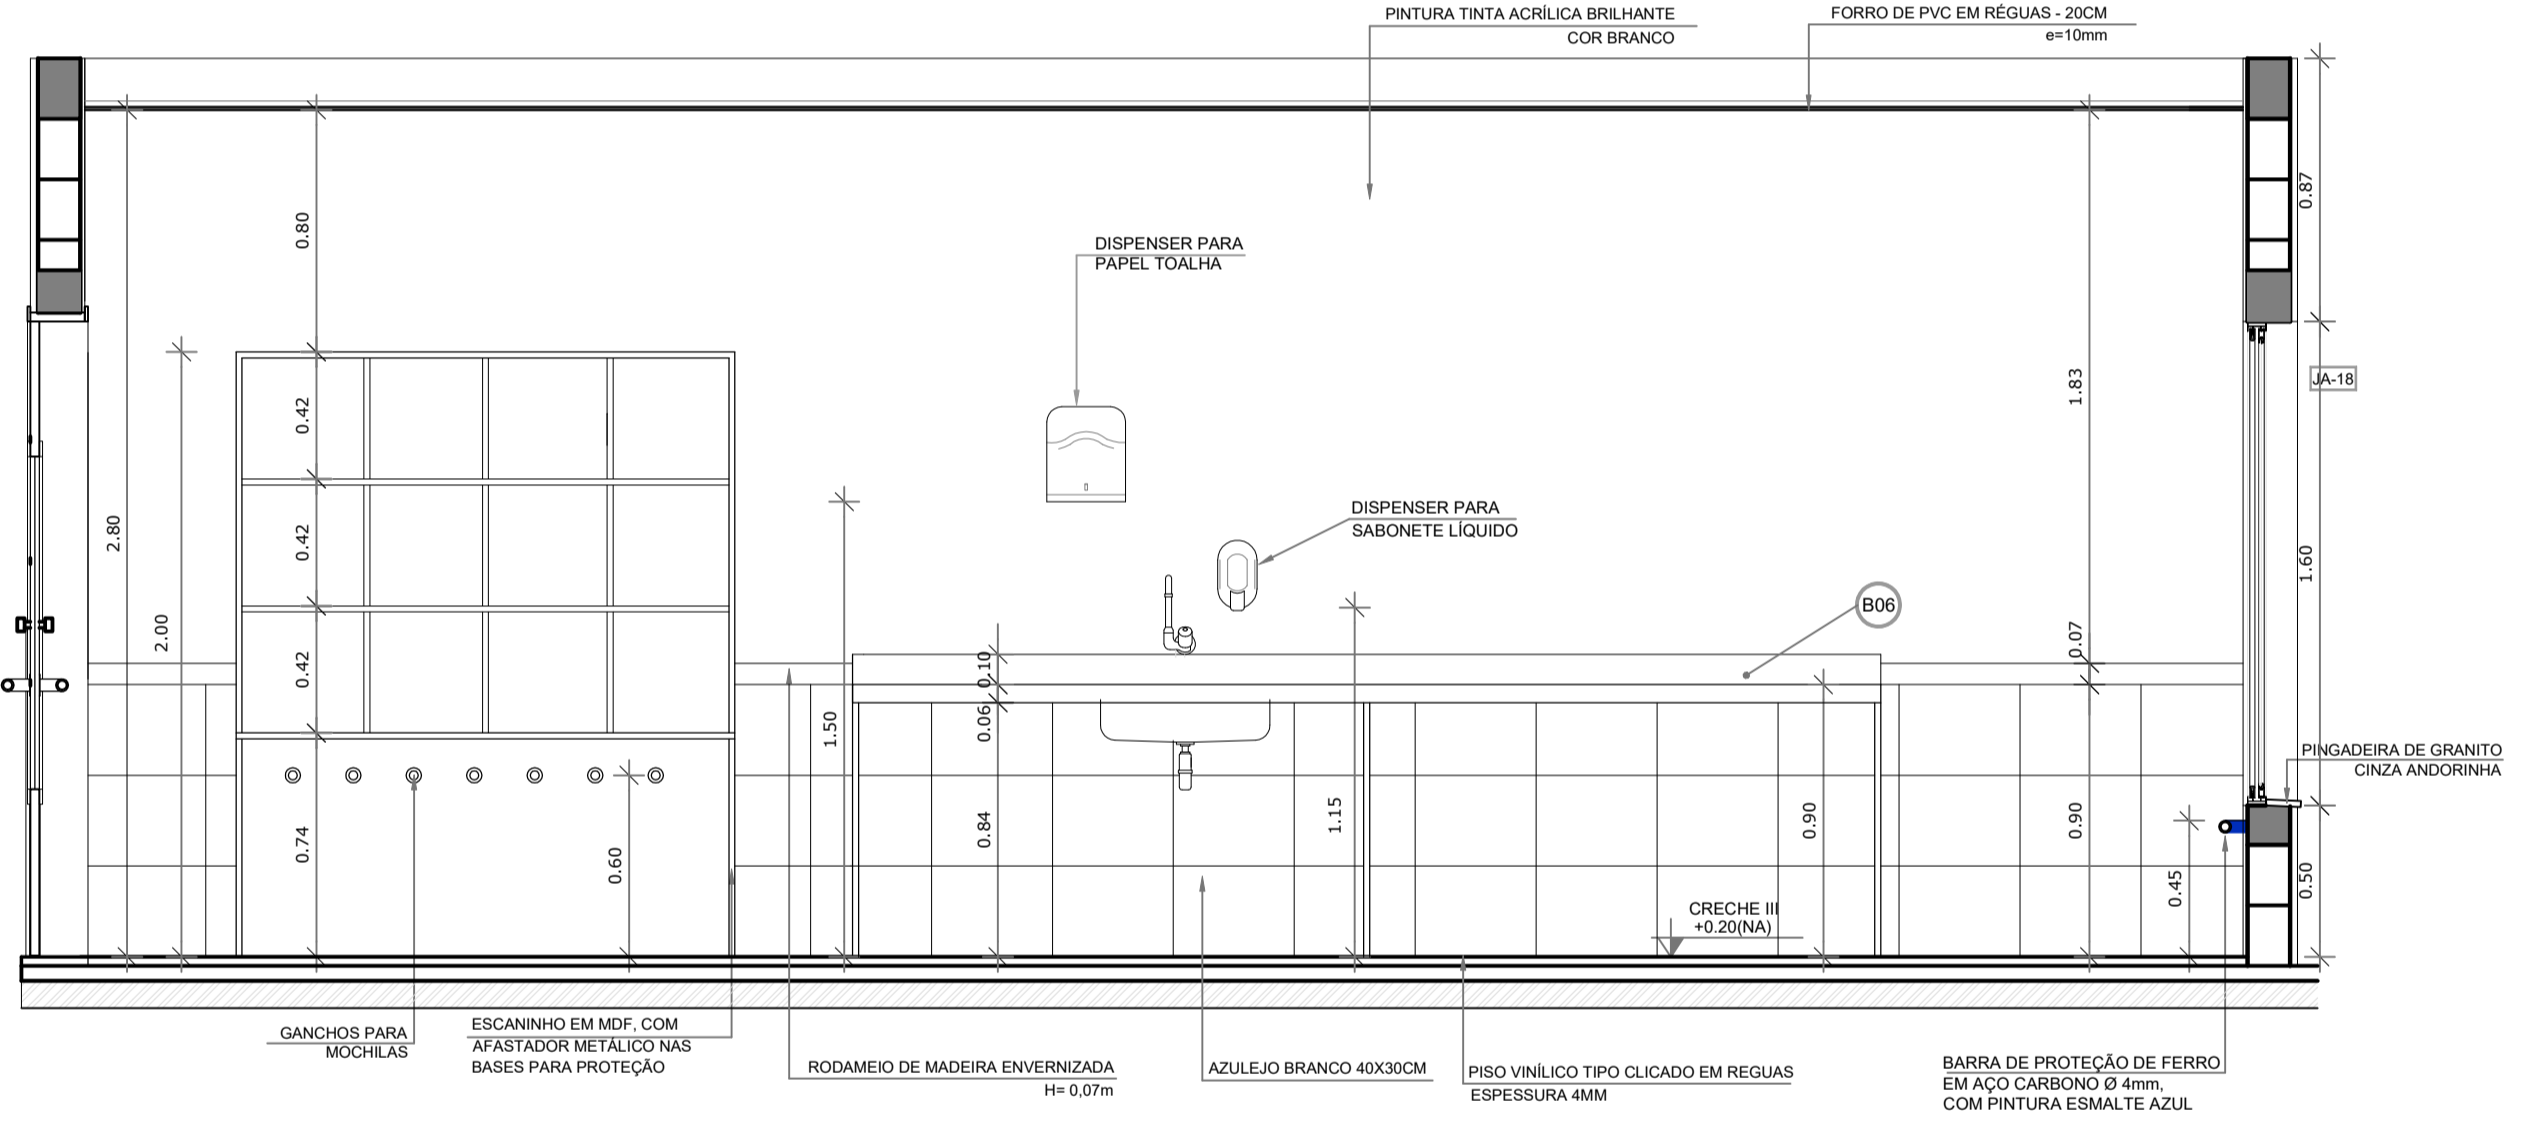 PINTURA TINTA ACRÍLICA BRILHANTE
COR BRANCO
FORRO DE PVC EM RÉGUAS - 20CM
e=10mm
0.87
0.80
DISPENSER PARA
PAPEL TOALHA
JA-18
1.83
0.42
DISPENSER PARA
SABONETE LÍQUIDO
2.80
0.42
1.60
B06
2.00
0.07
0.42
0.10
1.50
0.06
PINGADEIRA DE GRANITO
CINZA ANDORINHA
0.74
0.60
0.84
1.15
0.90
0.90
0.45
0.50
CRECHE III
+0.20(NA)
GANCHOS PARA
MOCHILAS
ESCANINHO EM MDF, COM
AFASTADOR METÁLICO NAS
BASES PARA PROTEÇÃO
RODAMEIO DE MADEIRA ENVERNIZADA
H= 0,07m
AZULEJO BRANCO 40X30CM
PISO VINÍLICO TIPO CLICADO EM REGUAS
ESPESSURA 4MM
BARRA DE PROTEÇÃO DE FERRO
EM AÇO CARBONO Ø 4mm,
COM PINTURA ESMALTE AZUL